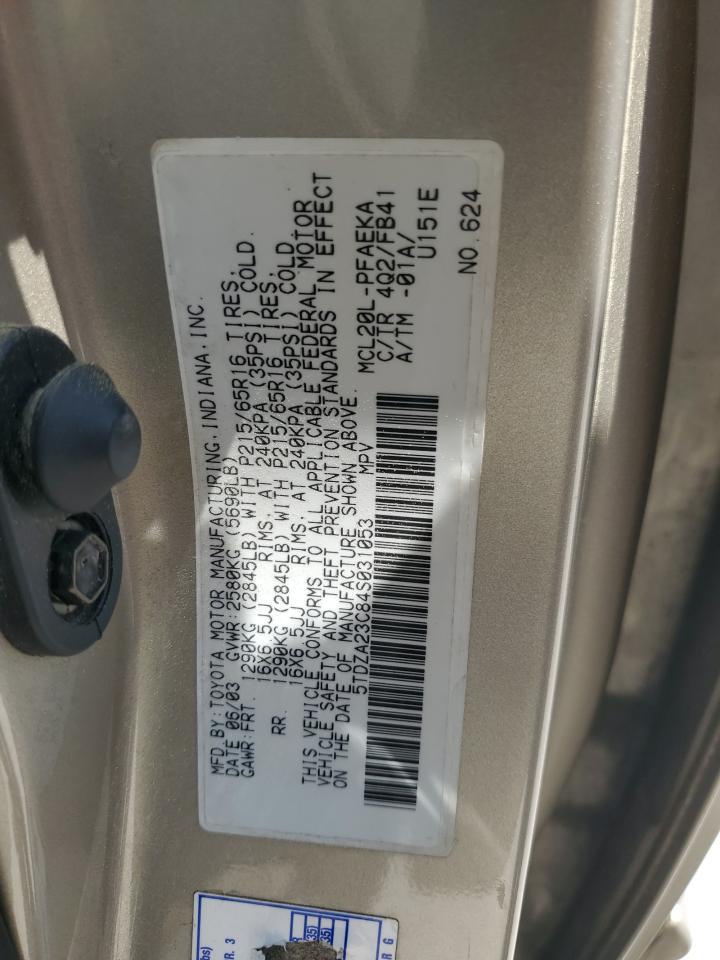 MFD. BY: TOYOTA MOTOR MANUFACTURING, INDIANA, INC.
DATE 06/03 GVWR: 2580KG (5690LB)
GAWR: FRT. 1290KG (2845LB) WITH P215/65R16 TIRES,
16X6.5JJ RIMS, AT 240KPA (35PSI) COLD.
RR. 1290KG (2845LB) WITH P215/65R16 TIRES,
16X6.5JJ RIMS, AT 240KPA (35PSI) COLD
THIS VEHICLE CONFORMS TO ALL APPLICABLE FEDERAL MOTOR
VEHICLE SAFETY AND THEFT PREVENTION STANDARDS IN EFFECT
ON THE DATE OF MANUFACTURE SHOWN ABOVE.
5TDZA23C84S031053 MPV
MCL20L-PFAEKA
C/TR 4Q2/FB41
A/TM -01A/
U151E
NO. 624
R. 3
35)
35)
R G